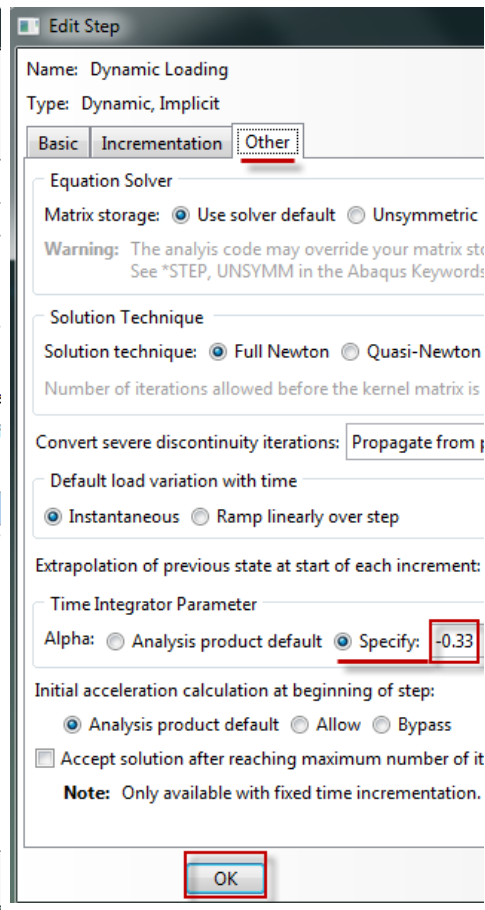 Edit Step
Name: Dynamic Loading
Type: Dynamic, Implicit
Basic Incrementation Other
Equation Solver
Matrix storage: Use solver default Unsymmetric
Warning: The analyis code may override your matrix
See *STEP, UNSYMM in the Abaqus Keywords
Solution Technique
Solution technique: Full Newton Quasi-Newton
Number of iterations allowed before the kernel matrix is
Convert severe discontinuity iterations: Propagate from
Default load variation with time
Instantaneous Ramp linearly over step
Extrapolation of previous state at start of each increment:
Time Integrator Parameter
Alpha: Analysis product default Specify: -0.33
Initial acceleration calculation at beginning of step:
Analysis product default Allow Bypass
Accept solution after reaching maximum number of
Note: Only available with fixed time incrementation.
OK